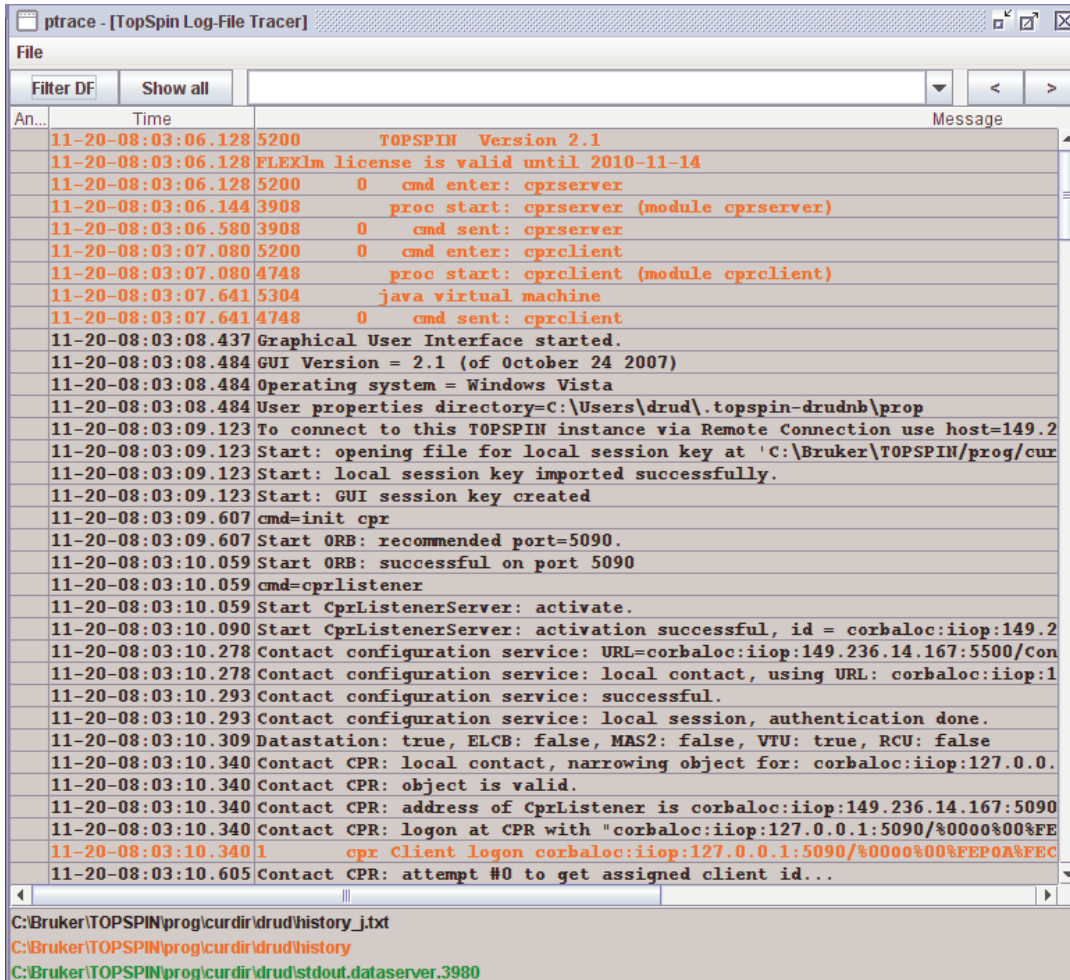 ptrace - [TopSpin Log-File Tracer]
File
Filter DF Show all < >
An... Time Message
11-20-08:03:06.128 5200 TOPSPIN Version 2.1
11-20-08:03:06.128 FLEXlm license is valid until 2010-11-14
11-20-08:03:06.128 5200 0 cmd enter: cprserver
11-20-08:03:06.144 3908 proc start: cprserver (module cprserver)
11-20-08:03:06.580 3908 0 cmd sent: cprserver
11-20-08:03:07.080 5200 0 cmd enter: cprclient
11-20-08:03:07.080 4748 proc start: cprclient (module cprclient)
11-20-08:03:07.641 5304 java virtual machine
11-20-08:03:07.641 4748 0 cmd sent: cprclient
11-20-08:03:08.437 Graphical User Interface started.
11-20-08:03:08.484 GUI Version = 2.1 (of October 24 2007)
11-20-08:03:08.484 Operating system = Windows Vista
11-20-08:03:08.484 User properties directory=C:\Users\drud\.topspin-drudnb\prop
11-20-08:03:09.123 To connect to this TOPSPIN instance via Remote Connection use host=149.2
11-20-08:03:09.123 Start: opening file for local session key at 'C:\Bruker\TOPSPIN/prog/cur
11-20-08:03:09.123 Start: local session key imported successfully.
11-20-08:03:09.123 Start: GUI session key created
11-20-08:03:09.607 cmd=init cpr
11-20-08:03:09.607 Start ORB: recommended port=5090.
11-20-08:03:10.059 Start ORB: successful on port 5090
11-20-08:03:10.059 cmd=cprlistener
11-20-08:03:10.059 Start CprListenerServer: activate.
11-20-08:03:10.090 Start CprListenerServer: activation successful, id = corbaloc:iiop:149.2
11-20-08:03:10.278 Contact configuration service: URL=corbaloc:iiop:149.236.14.167:5500/Con
11-20-08:03:10.278 Contact configuration service: local contact, using URL: corbaloc:iiop:1
11-20-08:03:10.293 Contact configuration service: successful.
11-20-08:03:10.293 Contact configuration service: local session, authentication done.
11-20-08:03:10.309 Datastation: true, ELCB: false, MAS2: false, VTU: true, RCU: false
11-20-08:03:10.340 Contact CPR: local contact, narrowing object for: corbaloc:iiop:127.0.0.
11-20-08:03:10.340 Contact CPR: object is valid.
11-20-08:03:10.340 Contact CPR: address of CprListener is corbaloc:iiop:149.236.14.167:5090
11-20-08:03:10.340 Contact CPR: logon at CPR with "corbaloc:iiop:127.0.0.1:5090/%0000%00%FE
11-20-08:03:10.340 1 cpr Client logon corbaloc:iiop:127.0.0.1:5090/%0000%00%FEP0A%FEC
11-20-08:03:10.605 Contact CPR: attempt #0 to get assigned client id...
C:\Bruker\TOPSPIN\prog\curdir\drud\history_j.txt
C:\Bruker\TOPSPIN\prog\curdir\drud\history
C:\Bruker\TOPSPIN\prog\curdir\drud\stdout.dataserver.3980